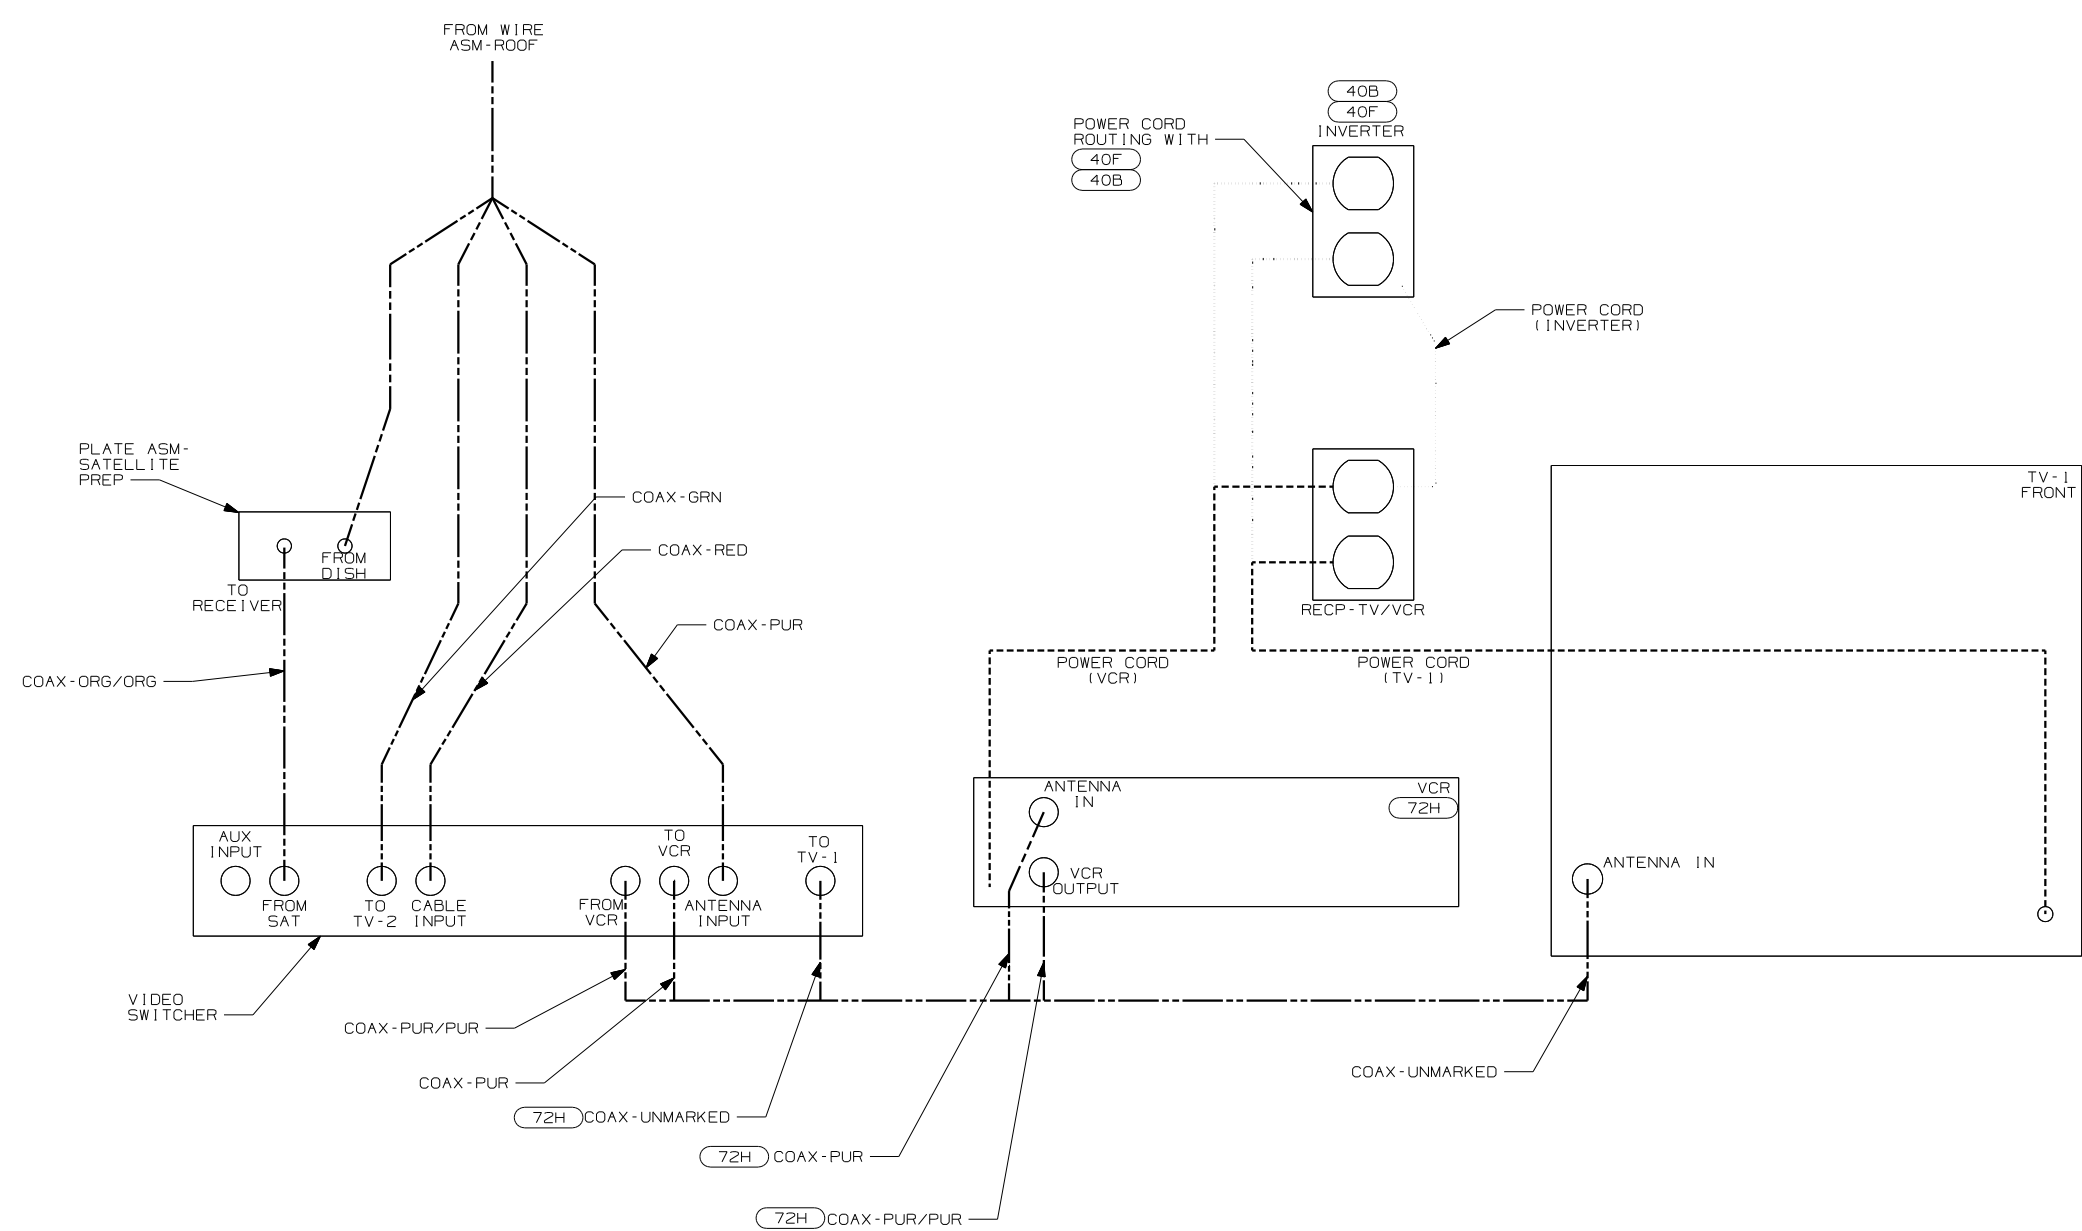 FROM WIRE
ASM-ROOF
40B
40F
INVERTER
POWER CORD
ROUTING WITH
40F
40B
POWER CORD
(INVERTER)
PLATE ASM-
SATELLITE
PREP
COAX-GRN
TV-1
FRONT
COAX-RED
FROM
DISH
TO
RECEIVER
RECP-TV/VCR
COAX-PUR
POWER CORD
(VCR)
POWER CORD
(TV-1)
COAX-ORG/ORG
ANTENNA
IN
VCR
72H
VCR
OUTPUT
AUX
INPUT
TO
VCR
TO
TV-1
ANTENNA IN
FROM
SAT
TO
TV-2
CABLE
INPUT
FROM
VCR
ANTENNA
INPUT
VIDEO
SWITCHER
COAX-PUR/PUR
COAX-PUR
COAX-UNMARKED
72H COAX-UNMARKED
72H COAX-PUR
72H COAX-PUR/PUR